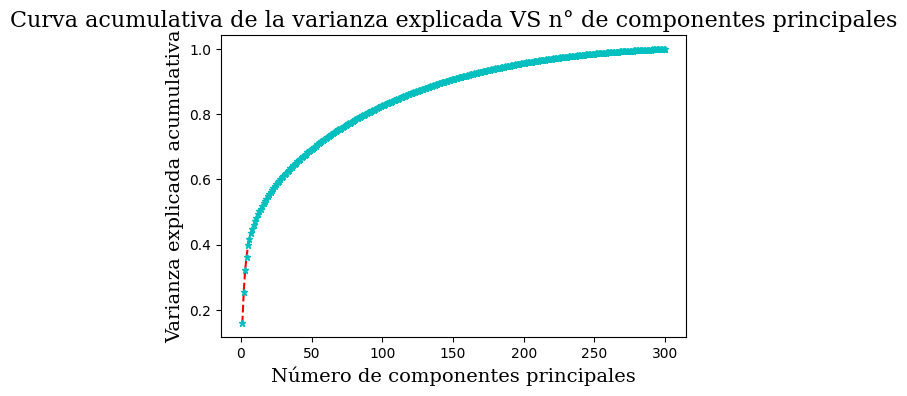 Curva acumulativa de la varianza explicada VS n° de componentes principales
Varianza explicada acumulativa
1.0
0.8
0.6
0.4
0.2
0 50 100 150 200 250 300
Número de componentes principales